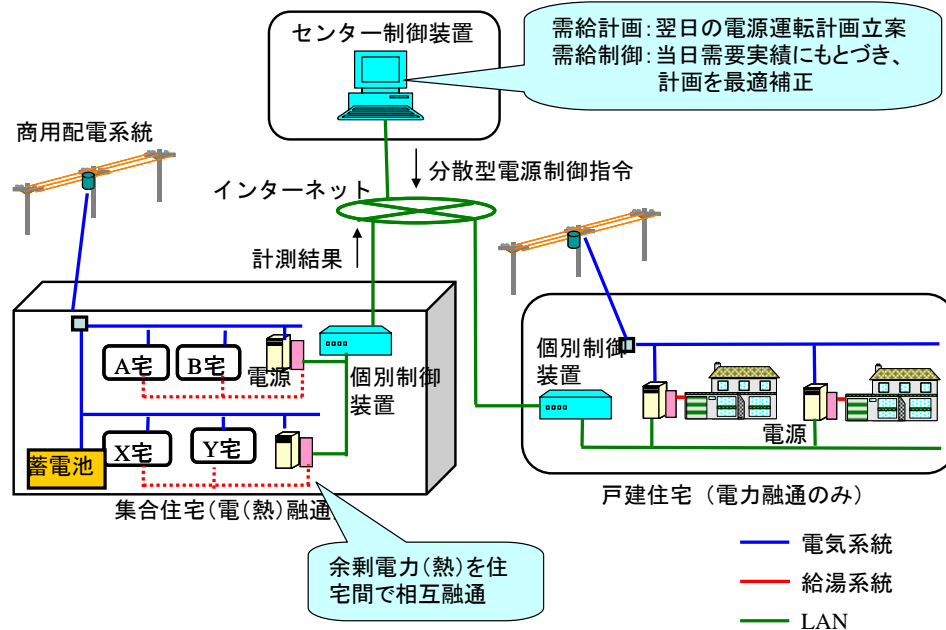 センター制御装置
需給計画：翌日の電源運転計画立案
需給制御：当日需要実績にもとづき、
計画を最適補正
商用配電系統
分散型電源制御指令
インターネット
計測結果
A宅
B宅
電源
個別制御
装置
X宅
Y宅
蓄電池
集合住宅（電（熱）融通）
個別制御
装置
電源
戸建住宅（電力融通のみ）
余剰電力（熱）を住
宅間で相互融通
電気系統
給湯系統
LAN